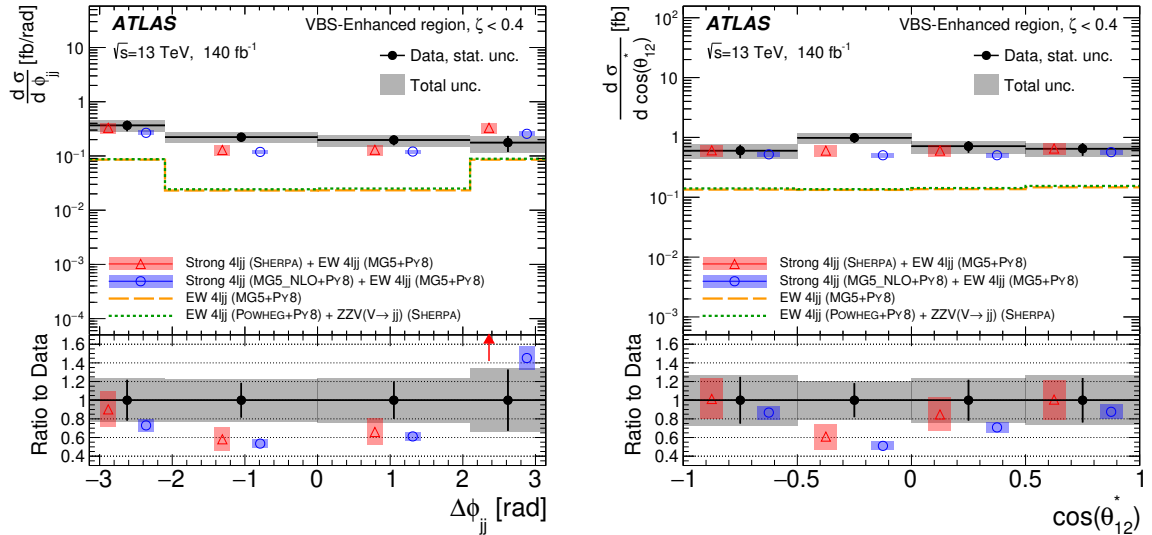 ATLAS VBS-Enhanced region, ζ < 0.4
√s=13 TeV, 140 fb⁻¹
Data, stat. unc.
Total unc.
d σ / d ϕ_jj [fb/rad]
10
1
10⁻¹
10⁻²
10⁻³
10⁻⁴
Strong 4ljj (SHERPA) + EW 4ljj (MG5+PY8)
Strong 4ljj (MG5_NLO+PY8) + EW 4ljj (MG5+PY8)
EW 4ljj (MG5+PY8)
EW 4ljj (POWHEG+PY8) + ZZV(V→ jj) (SHERPA)
Ratio to Data
1.6
1.4
1.2
1
0.8
0.6
0.4
−3 −2 −1 0 1 2 3
Δϕ_jj [rad]
ATLAS VBS-Enhanced region, ζ < 0.4
√s=13 TeV, 140 fb⁻¹
Data, stat. unc.
Total unc.
d σ / d cos(θ*_12) [fb]
10²
10
1
10⁻¹
10⁻²
10⁻³
Strong 4ljj (SHERPA) + EW 4ljj (MG5+PY8)
Strong 4ljj (MG5_NLO+PY8) + EW 4ljj (MG5+PY8)
EW 4ljj (MG5+PY8)
EW 4ljj (POWHEG+PY8) + ZZV(V→ jj) (SHERPA)
Ratio to Data
1.6
1.4
1.2
1
0.8
0.6
0.4
−1 −0.5 0 0.5 1
cos(θ*_12)